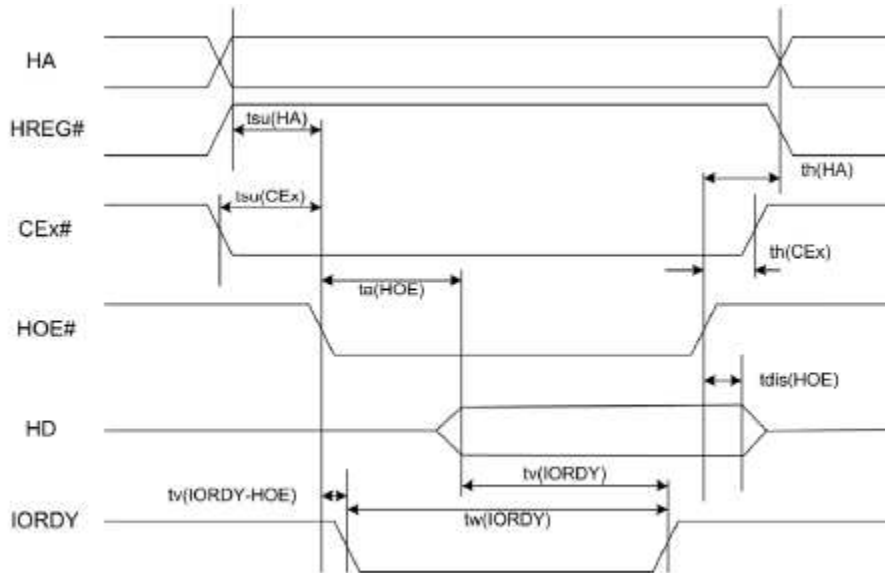 HA
HREG#
tsu(HA)
th(HA)
tsu(CEx)
CEx#
th(CEx)
ta(HOE)
HOE#
tdis(HOE)
HD
tv(IORDY)
tv(IORDY-HOE)
tw(IORDY)
IORDY